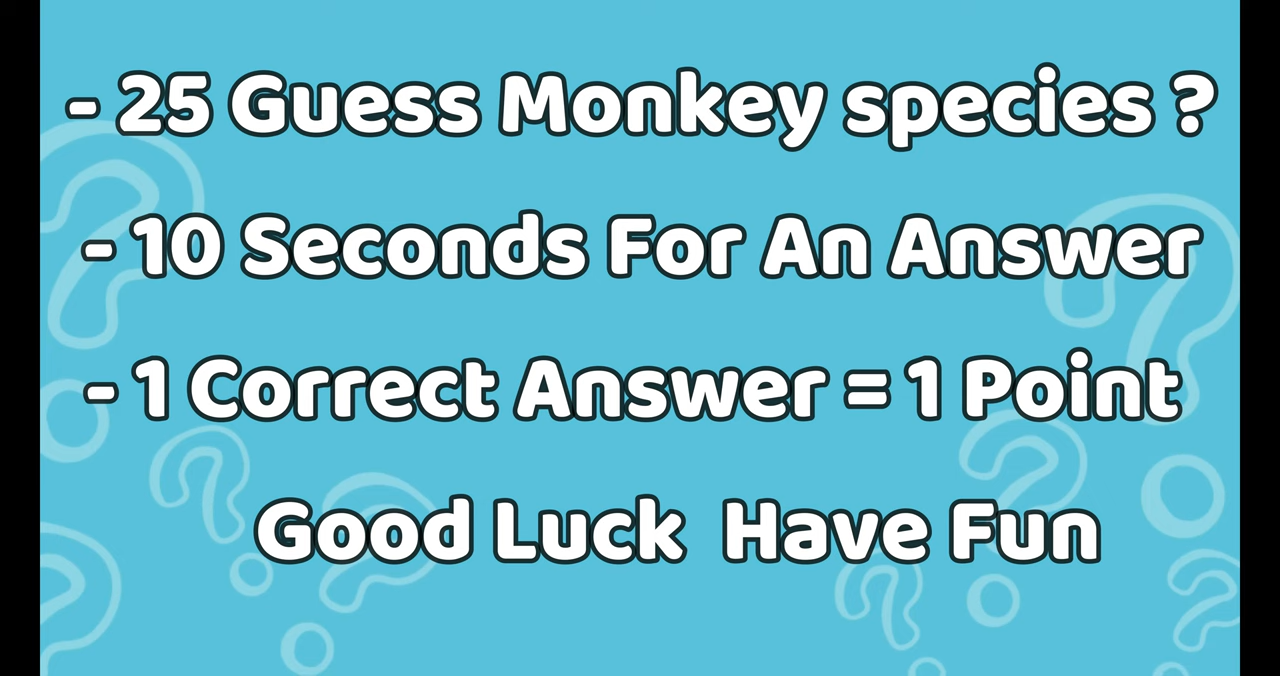 - 25 Guess Monkey species ?
- 10 Seconds For An Answer
- 1 Correct Answer = 1 Point
Good Luck Have Fun